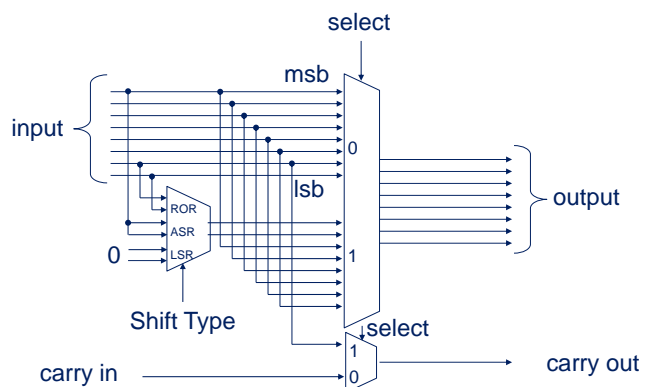 select
msb
input
0
lsb
ROR
output
ASR
0
LSR
1
Shift Type
select
1
carry in
0
carry out